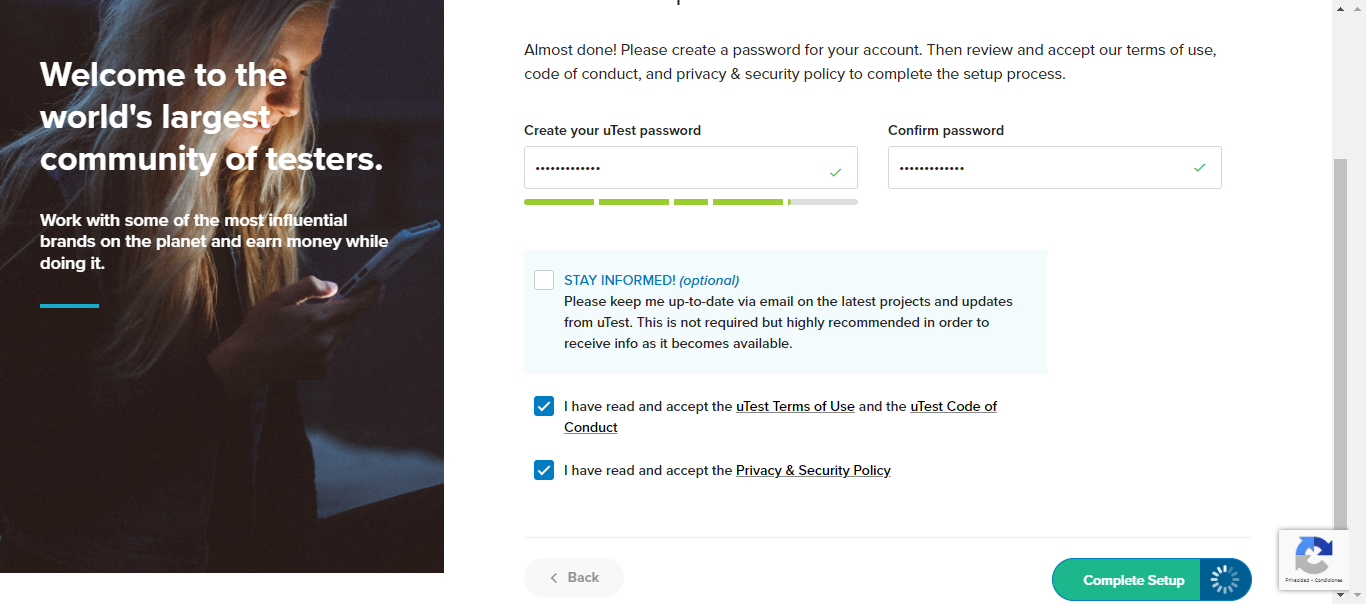 Welcome to the
world's largest
community of testers.
Work with some of the most influential
brands on the planet and earn money while
doing it.
Almost done! Please create a password for your account. Then review and accept our terms of use,
code of conduct, and privacy & security policy to complete the setup process.
Create your uTest password
Confirm password
•••••••••••••
•••••••••••••
STAY INFORMED! (optional)
Please keep me up-to-date via email on the latest projects and updates
from uTest. This is not required but highly recommended in order to
receive info as it becomes available.
I have read and accept the uTest Terms of Use and the uTest Code of
Conduct
I have read and accept the Privacy & Security Policy
Back
Complete Setup
Privacidad - Condiciones